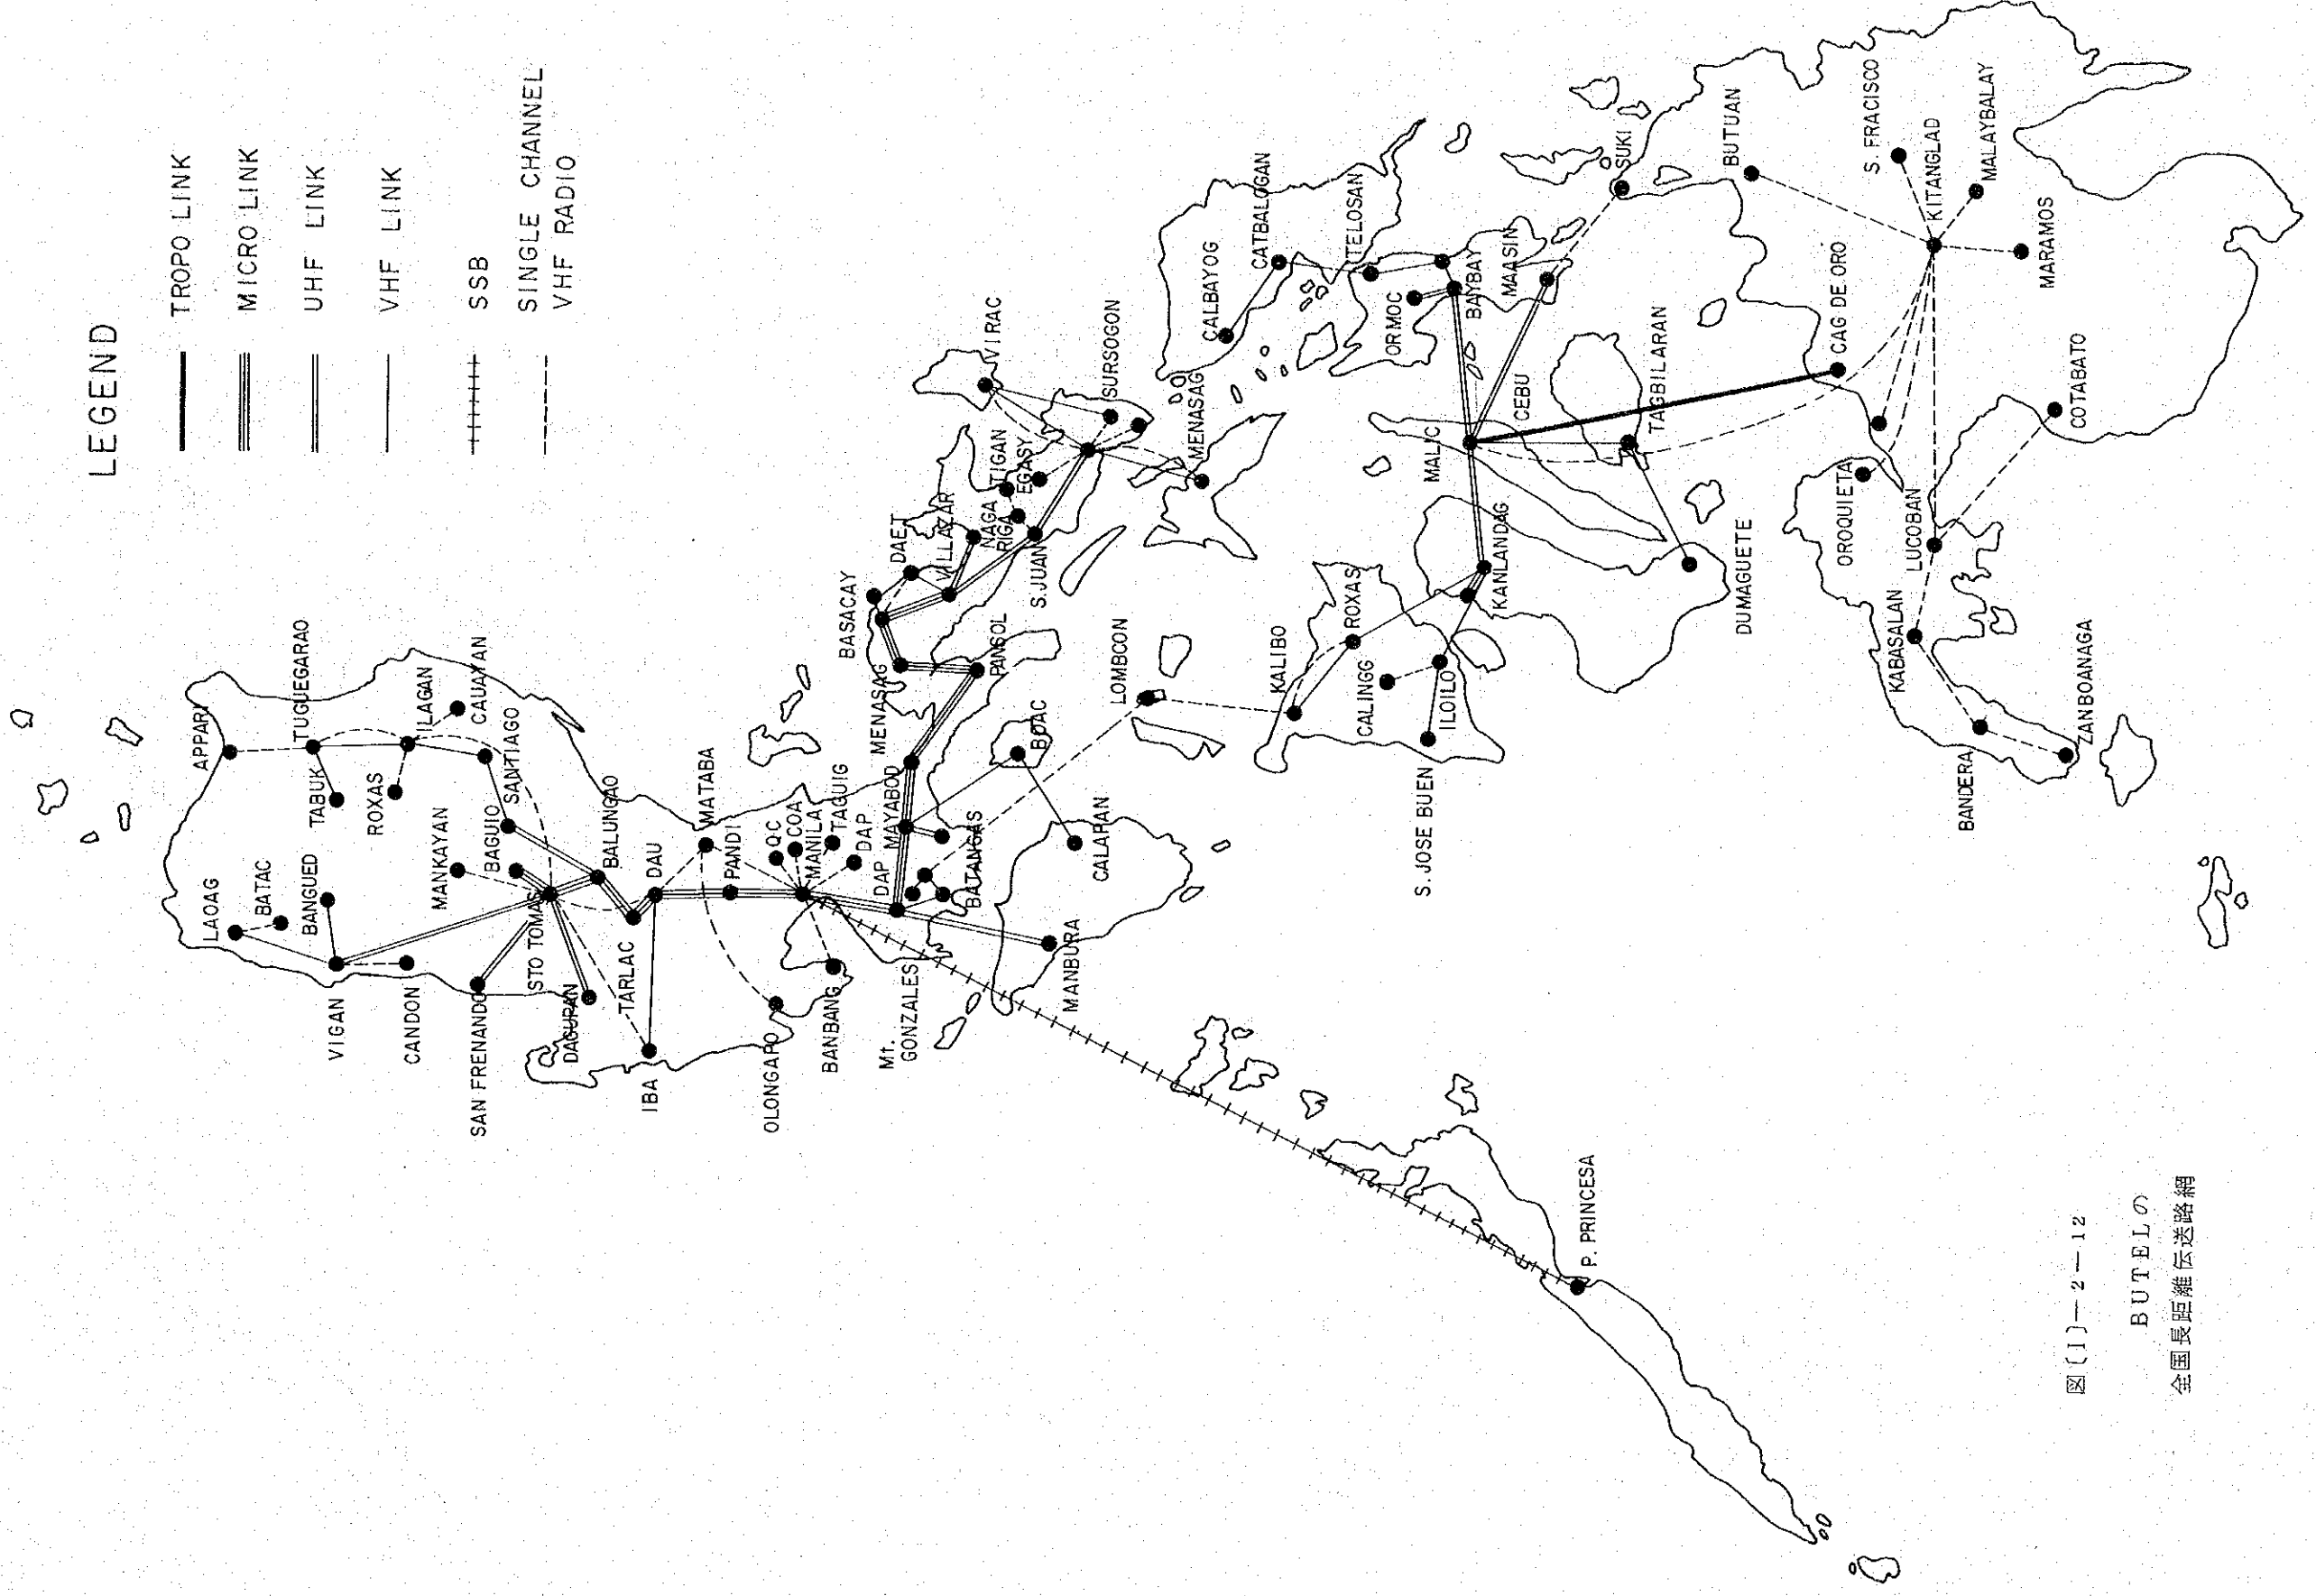 LEGEND
TROPO LINK
MICRO LINK
UHF LINK
VHF LINK
SSB
SINGLE CHANNEL
VHF RADIO
APPARI
TUGUEGARAO
TABUK
ROXAS
ILAGAN
CAUAYAN
SANTIAGO
LAOAG
BATAC
BANGUED
VIGAN
CANDON
MANKAYAN
BAGUIO
SAN FRENANDO
STO TOMAS
DAGUPAN
BALUNGAO
TARLAC
DAU
IBA
MATABA
PANDI
OLONGAPO
Q·C
COA
MANILA
TAGUIG
DAP
BANBANG
DAP
Mt.
GONZALES
MAYABOD
BATANGAS
MANBURA
CALAPAN
BOAC
MENASAG
PANSOL
BASACAY
DAET
VILLAZAR
NAGA
RIGA
TIGAN
EGASY
S.JUAN
VIRAC
SURSOGON
MENASAG
LOMBCON
KALIBO
ROXAS
CALINGG
ILOILO
S.JOSE BUEN
KANLANDAG
MALIC
CEBU
TAGBILARAN
DUMAGUETE
CALBAYOG
CATBALOGAN
TELOSAN
ORMOC
BAYBAY
MAASIN
SUKI
BUTUAN
S. FRACISCO
KITANGLAD
MALAYBALAY
MARAMOS
CAG DE ORO
COTABATO
OROQUIETA
LUCOBAN
KABASALAN
BANDERA
ZANBOANAGA
P. PRINCESA
図〔1〕－2－12
BUTELの
全国長距離伝送路網